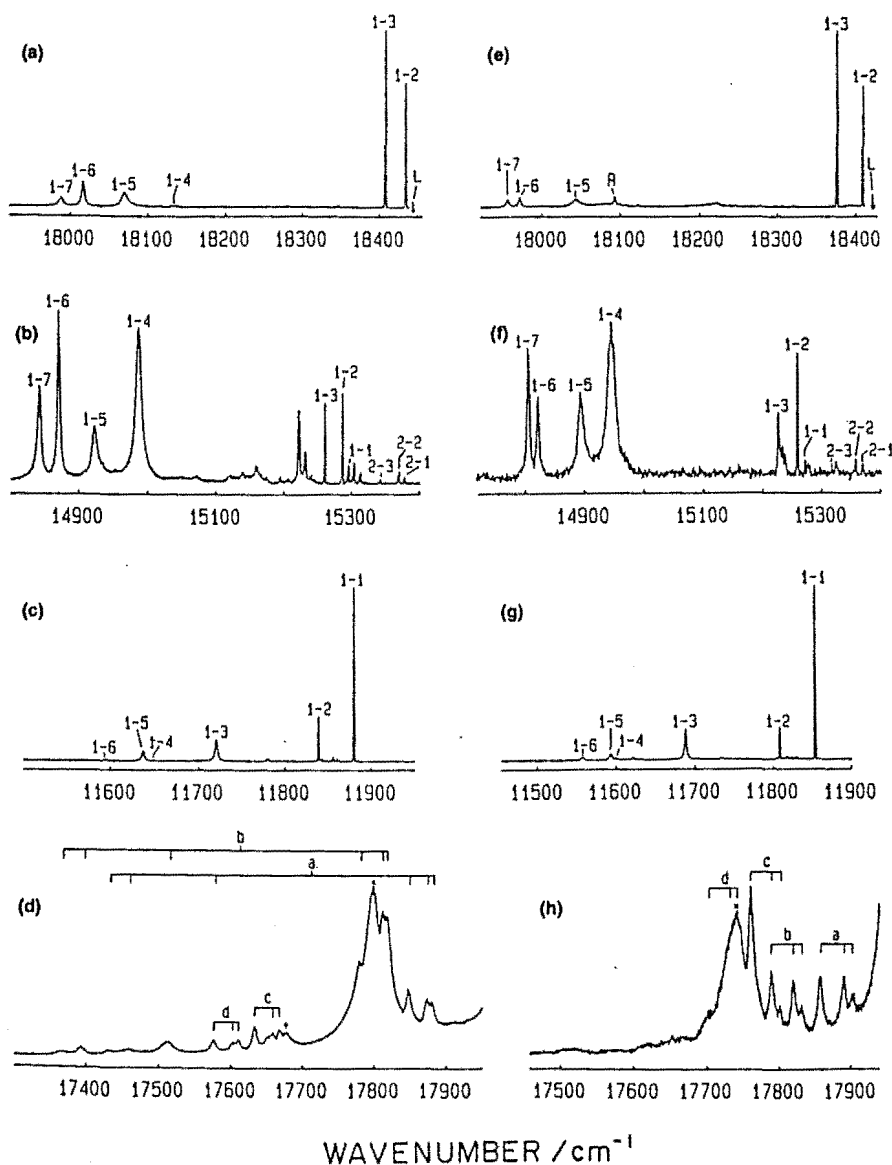 (a)
1-3
1-2
L
1-7
1-6
1-5
1-4
18000 18100 18200 18300 18400
(e)
1-3
1-2
L
1-7
1-6
1-5
A
18000 18100 18200 18300 18400
(b)
1-7
1-6
1-5
1-4
1-3
1-2
1-1
2-3
2-2
2-1
14900 15100 15300
(f)
1-7
1-6
1-5
1-4
1-3
1-2
1-1
2-3
2-2
2-1
14900 15100 15300
(c)
1-6
1-5
1-4
1-3
1-2
1-1
11600 11700 11800 11900
(g)
1-6
1-5
1-4
1-3
1-2
1-1
11500 11600 11700 11800 11900
(d)
b
a
d
c
17400 17500 17600 17700 17800 17900
(h)
d
c
b
a
17500 17600 17700 17800 17900
WAVENUMBER /cm⁻¹